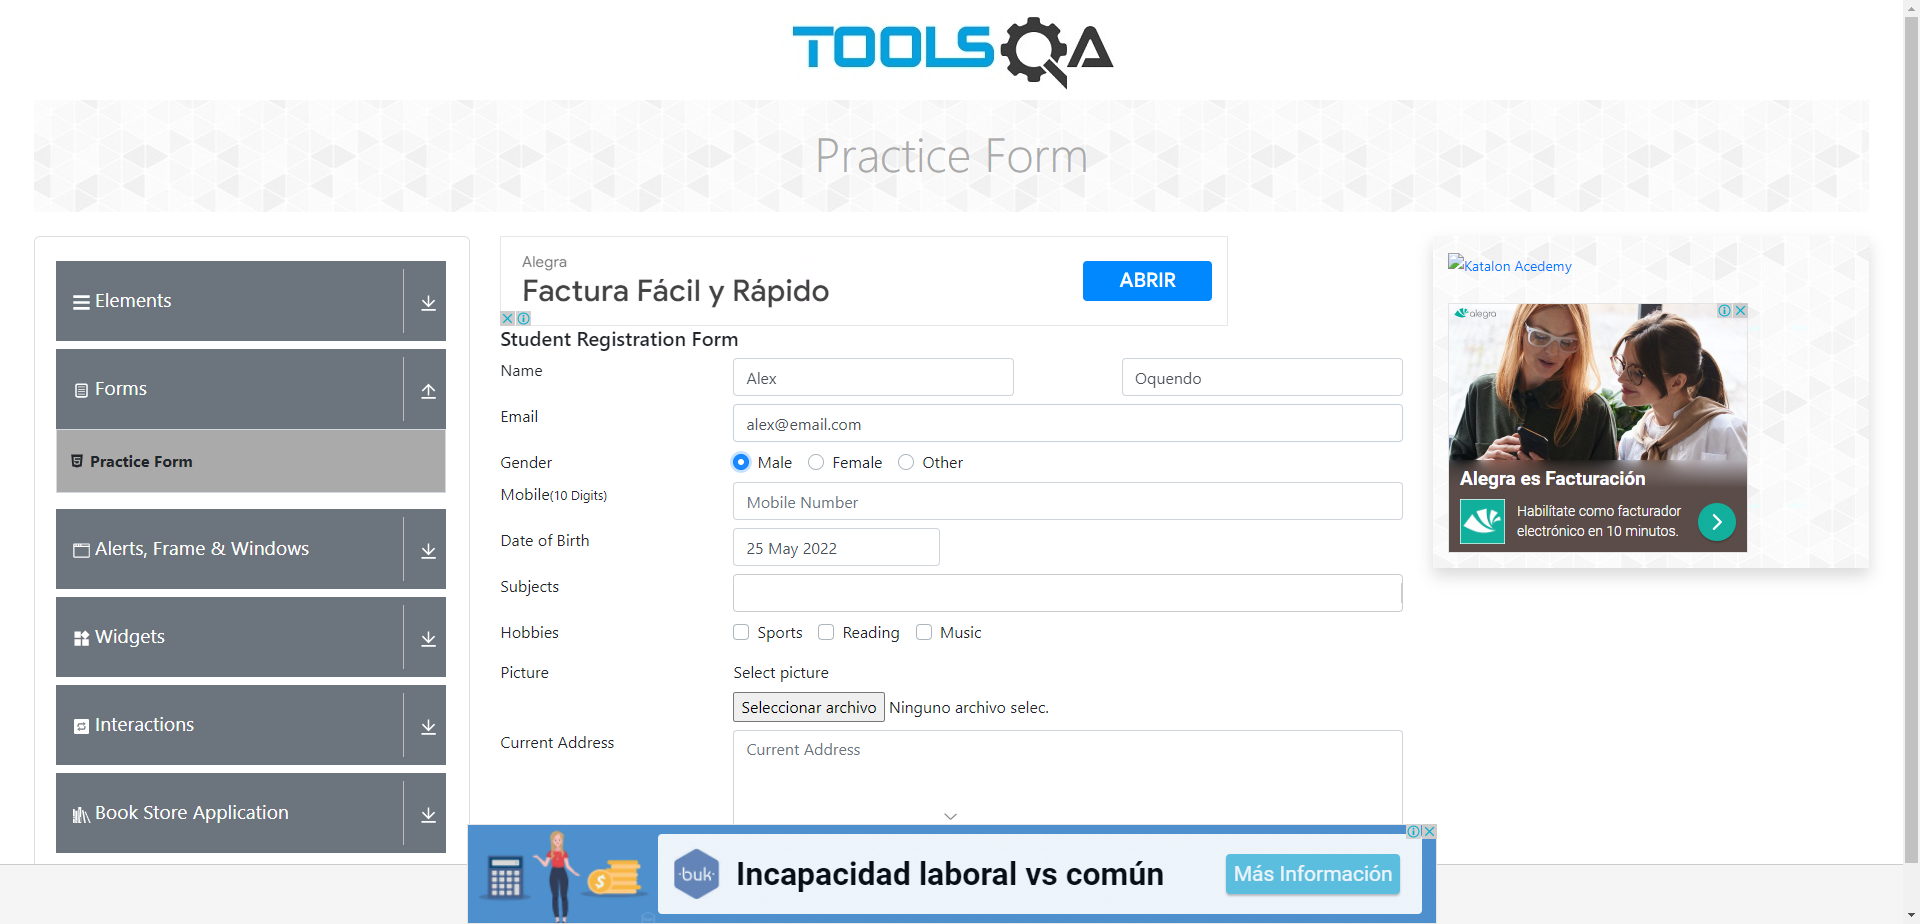 TOOLSQA
Practice Form
Elements
Forms
Practice Form
Alerts, Frame & Windows
Widgets
Interactions
Book Store Application
Alegra
Factura Fácil y Rápido
ABRIR
Student Registration Form
Name
Alex
Oquendo
Email
alex@email.com
Gender
Male
Female
Other
Mobile(10 Digits)
Mobile Number
Date of Birth
25 May 2022
Subjects
Hobbies
Sports
Reading
Music
Picture
Select picture
Seleccionar archivo Ninguno archivo selec.
Current Address
Current Address
Katalon Acedemy
alegra
Alegra es Facturación
Habilítate como facturador
electrónico en 10 minutos.
buk
Incapacidad laboral vs común
Más Información